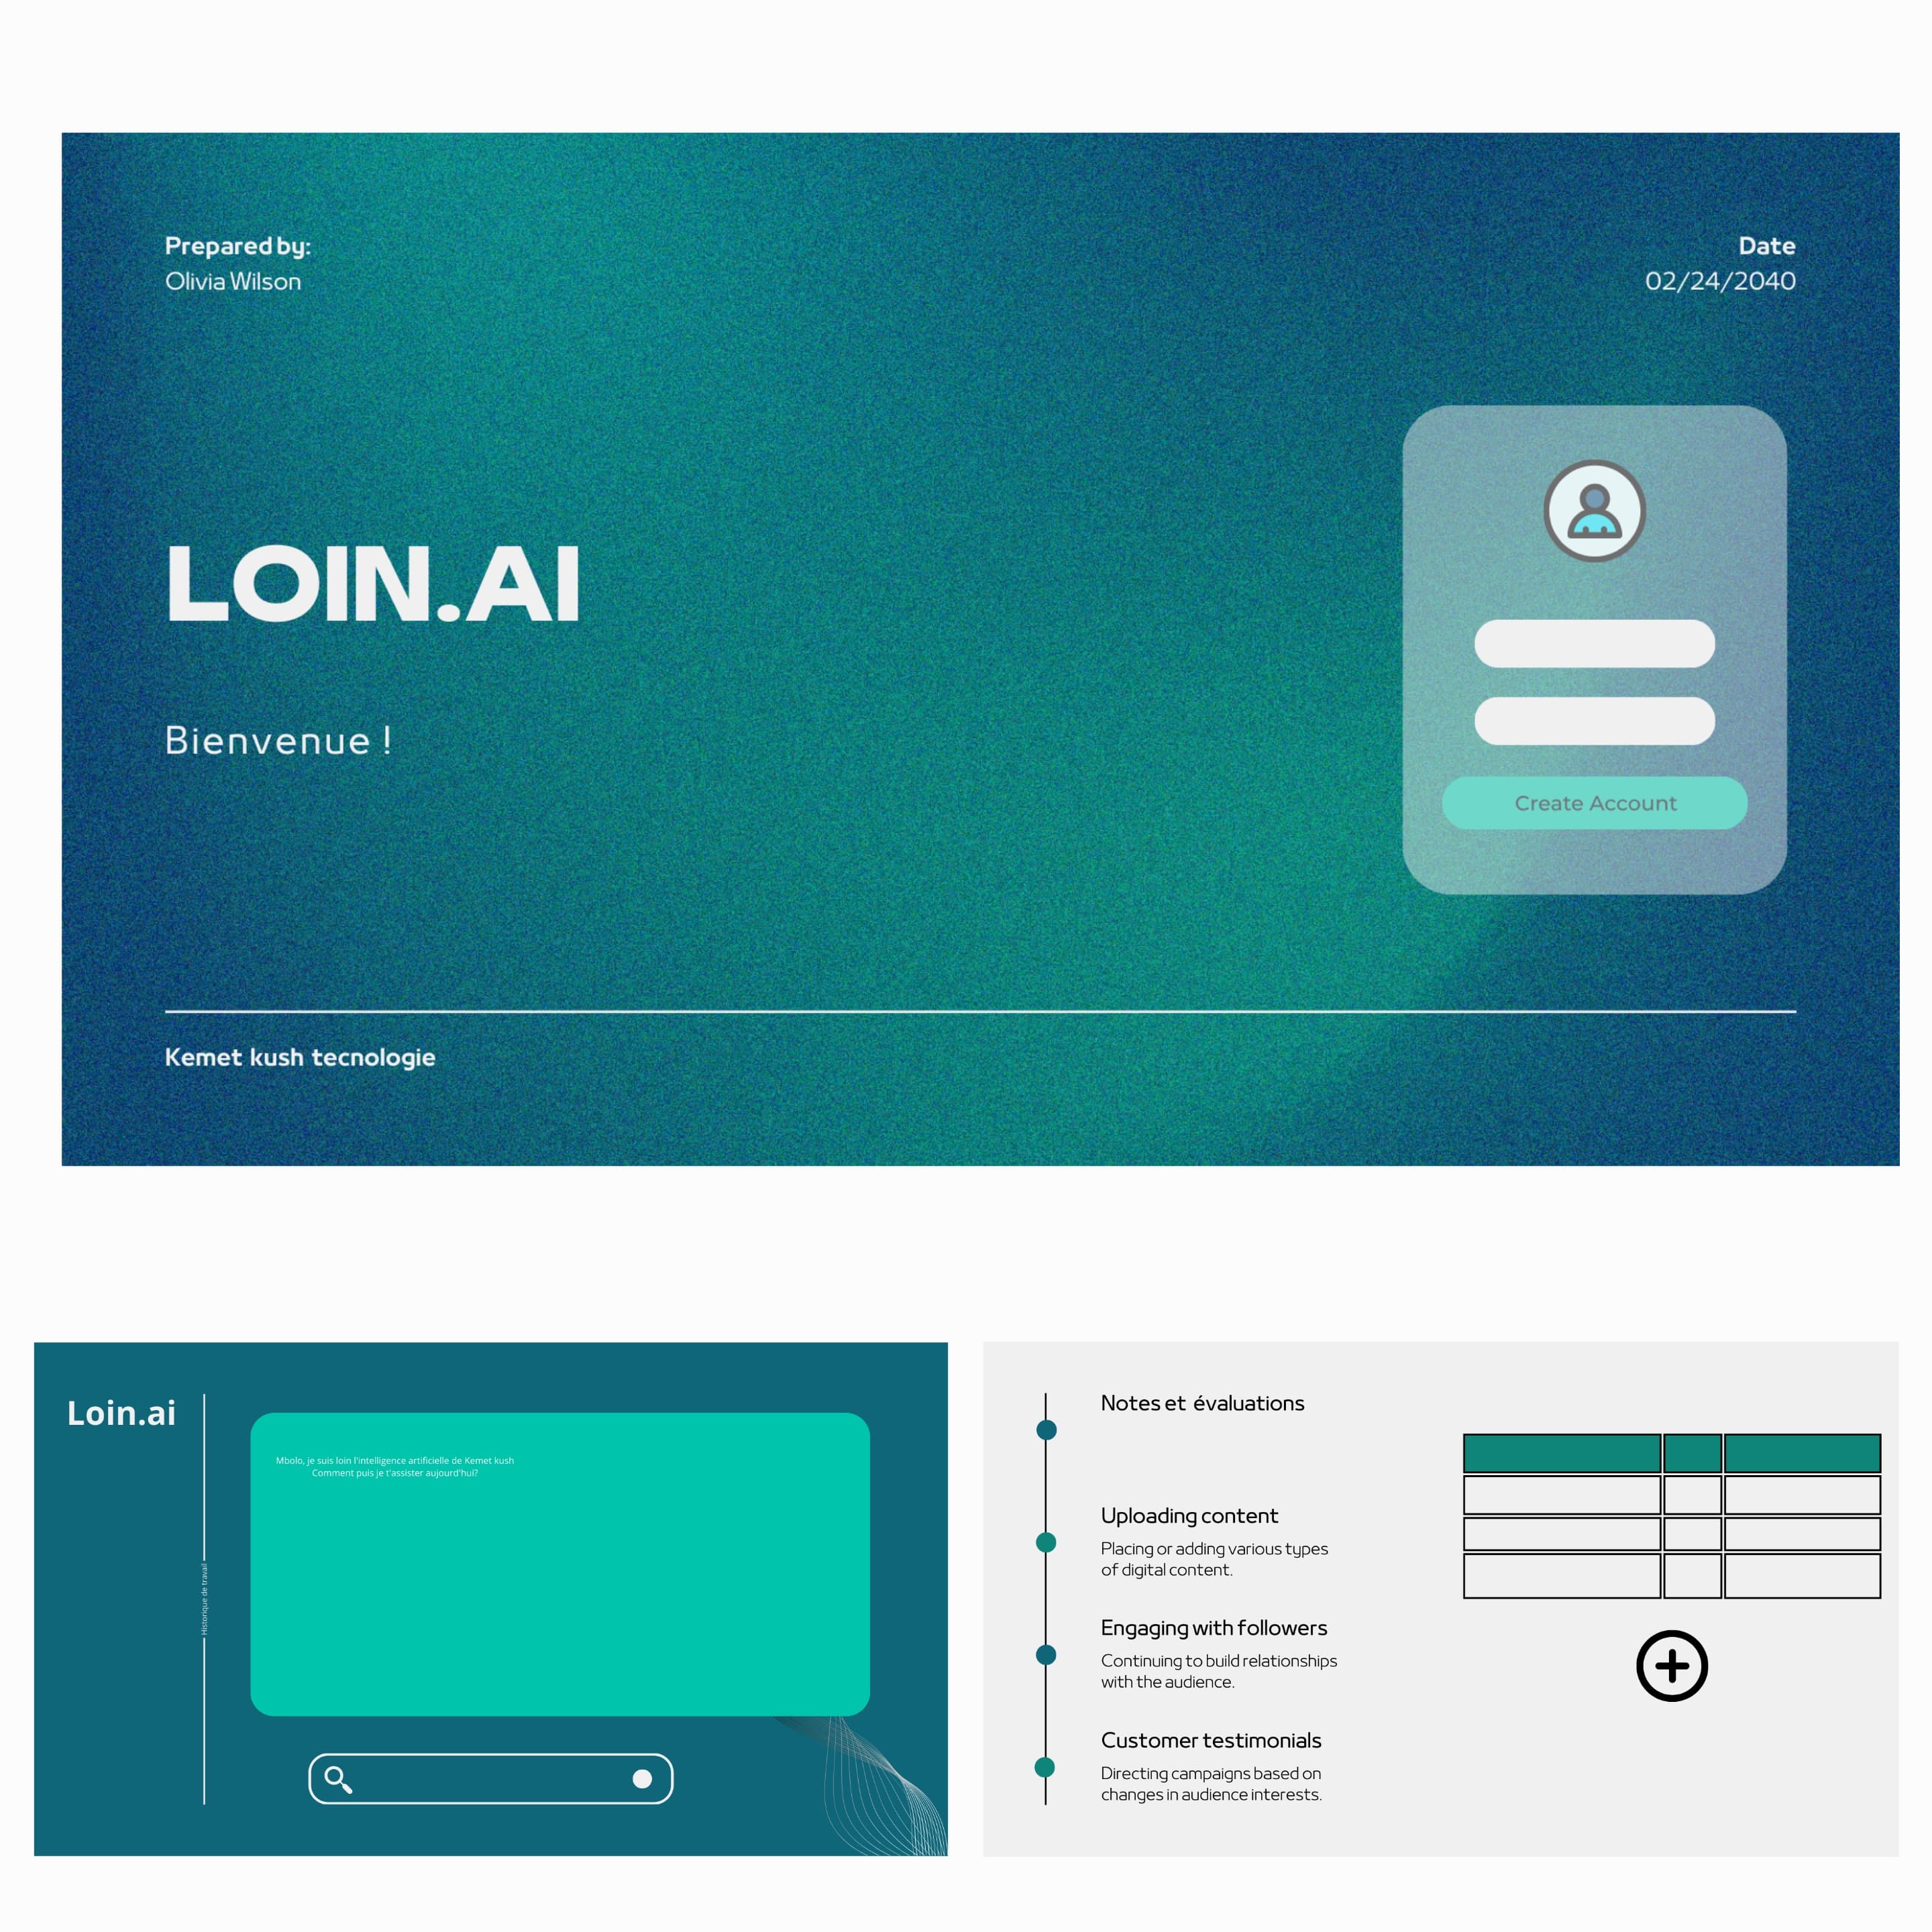 Prepared by:
Olivia Wilson
Date
02/24/2040
LOIN.AI
Bienvenue !
Create Account
Kemet kush tecnologie
Loin.ai
Mbolo, je suis loin l'intelligence artificielle de Kemet kush
Comment puis je t'assister aujourd'hui?
Historique de travail
Notes et évaluations
Uploading content
Placing or adding various types
of digital content.
Engaging with followers
Continuing to build relationships
with the audience.
Customer testimonials
Directing campaigns based on
changes in audience interests.